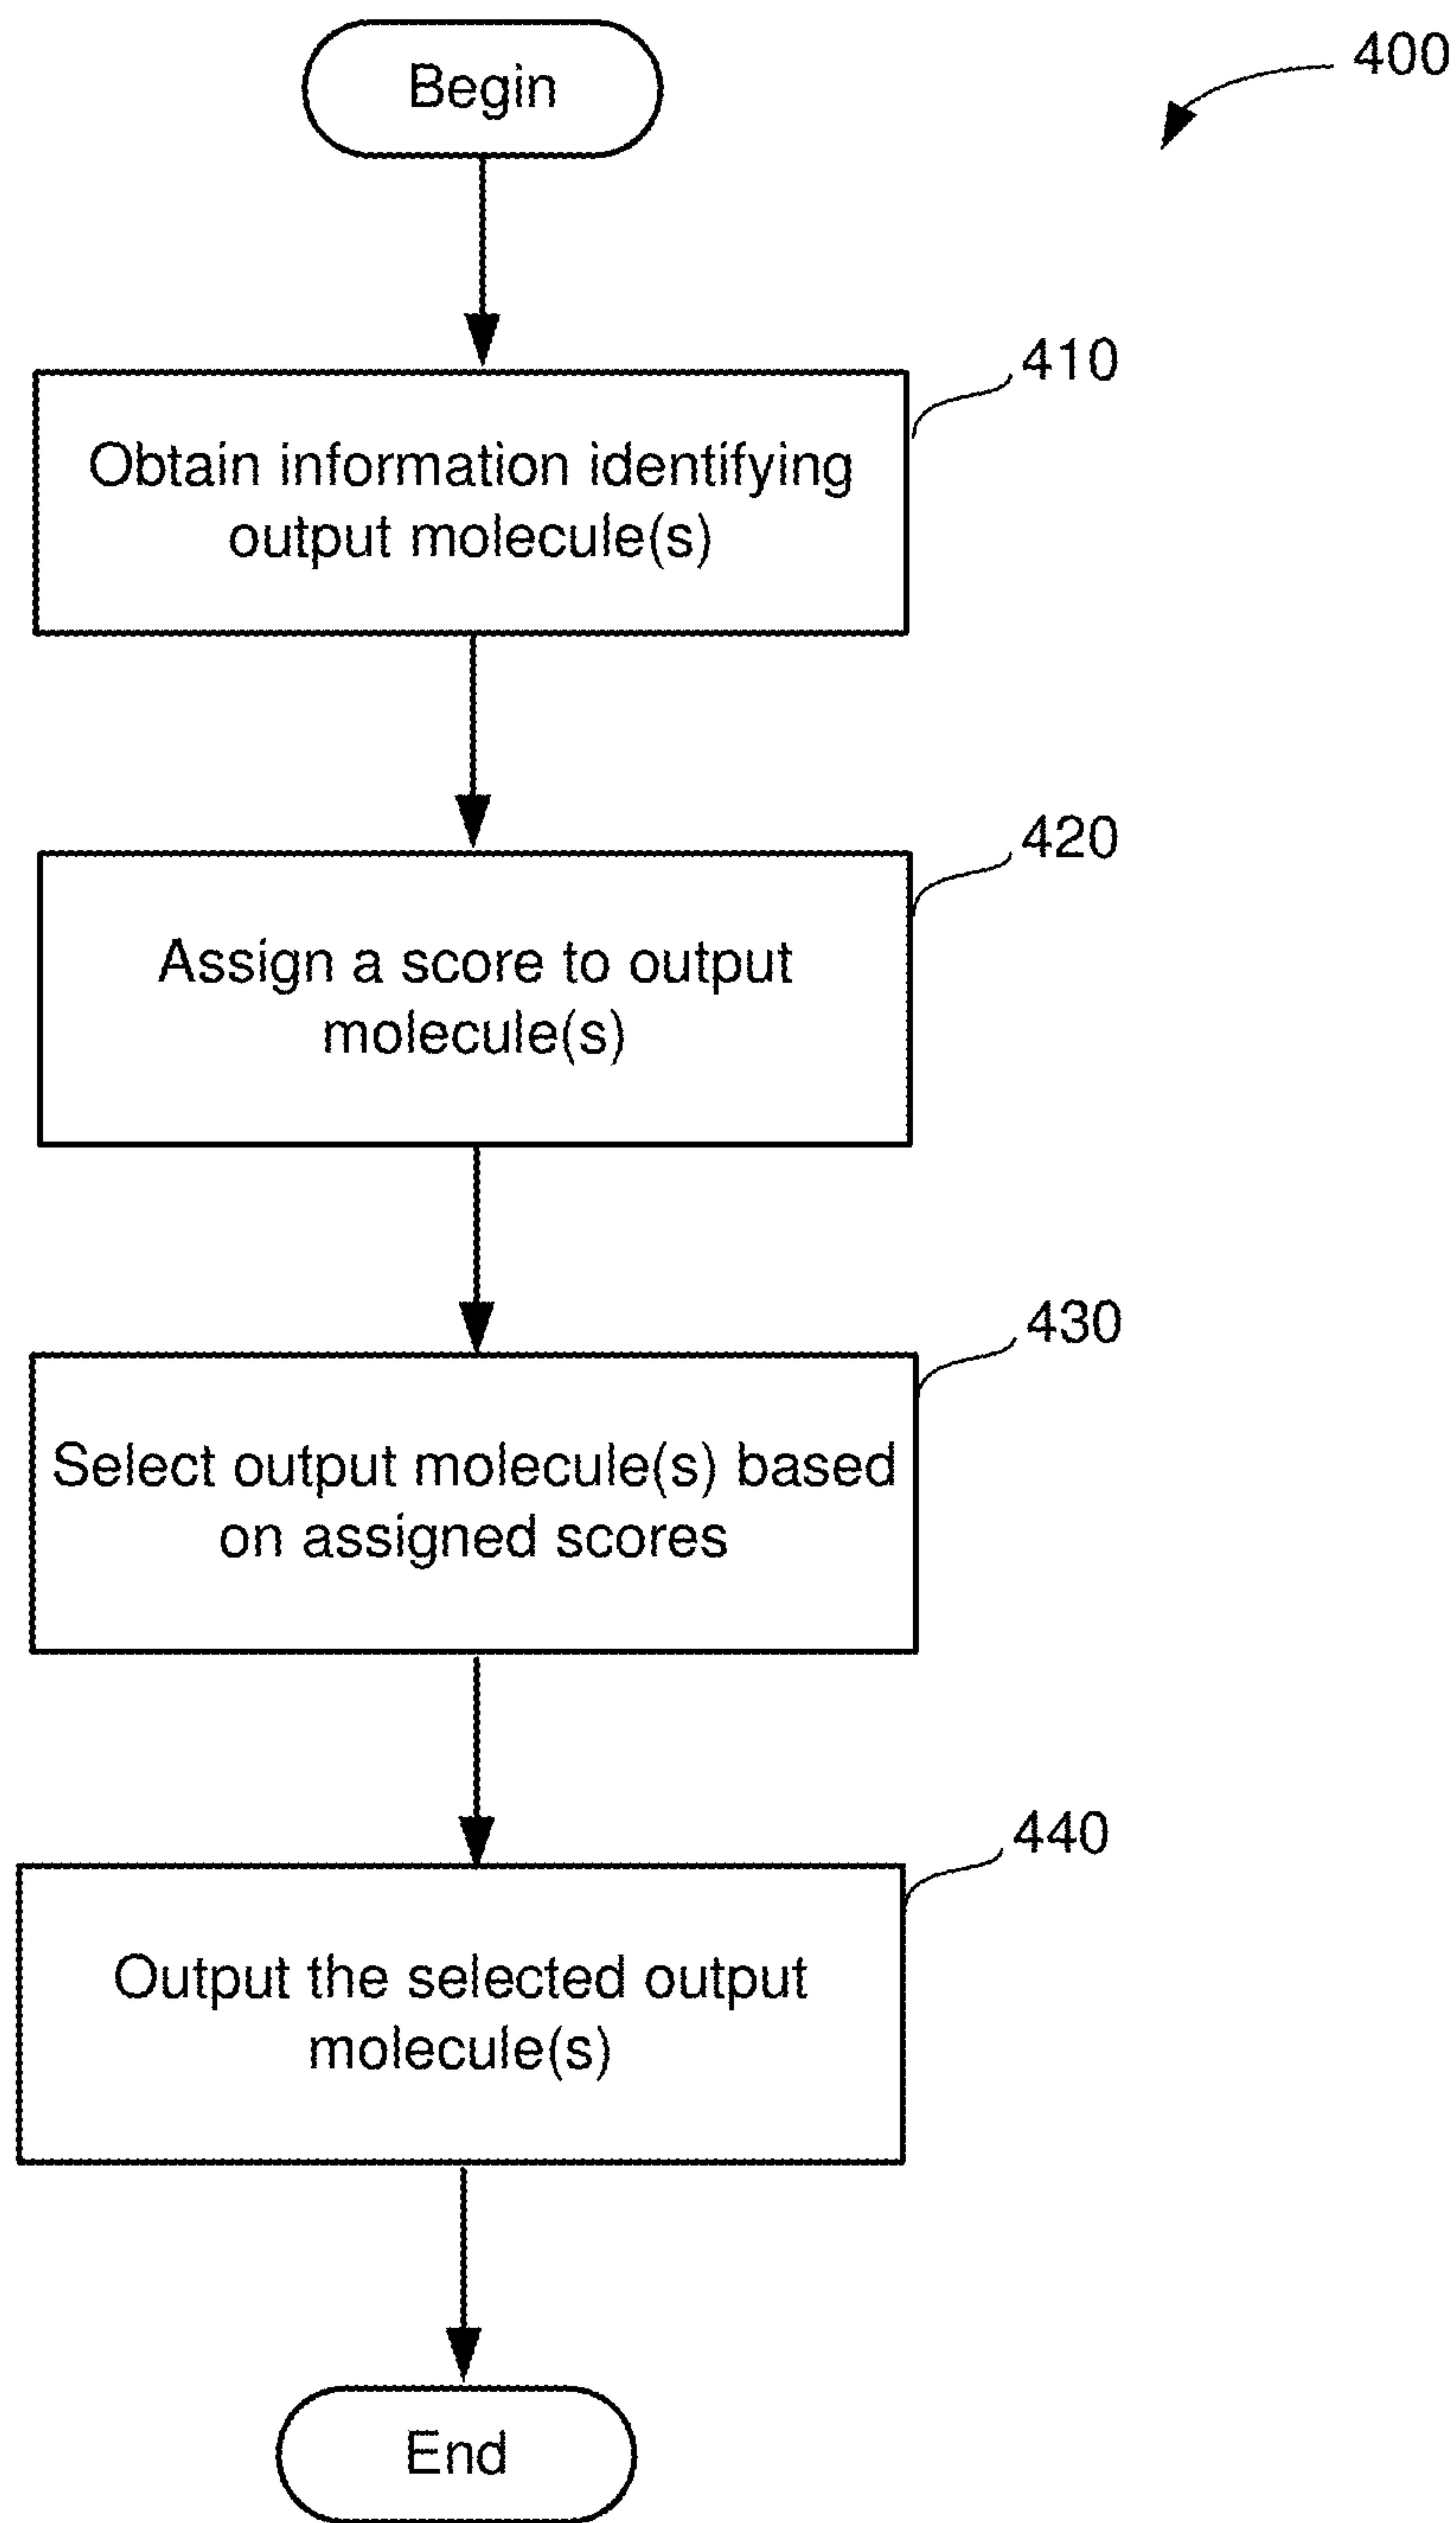 Begin
400
410
Obtain information identifying
output molecule(s)
420
Assign a score to output
molecule(s)
430
Select output molecule(s) based
on assigned scores
440
Output the selected output
molecule(s)
End